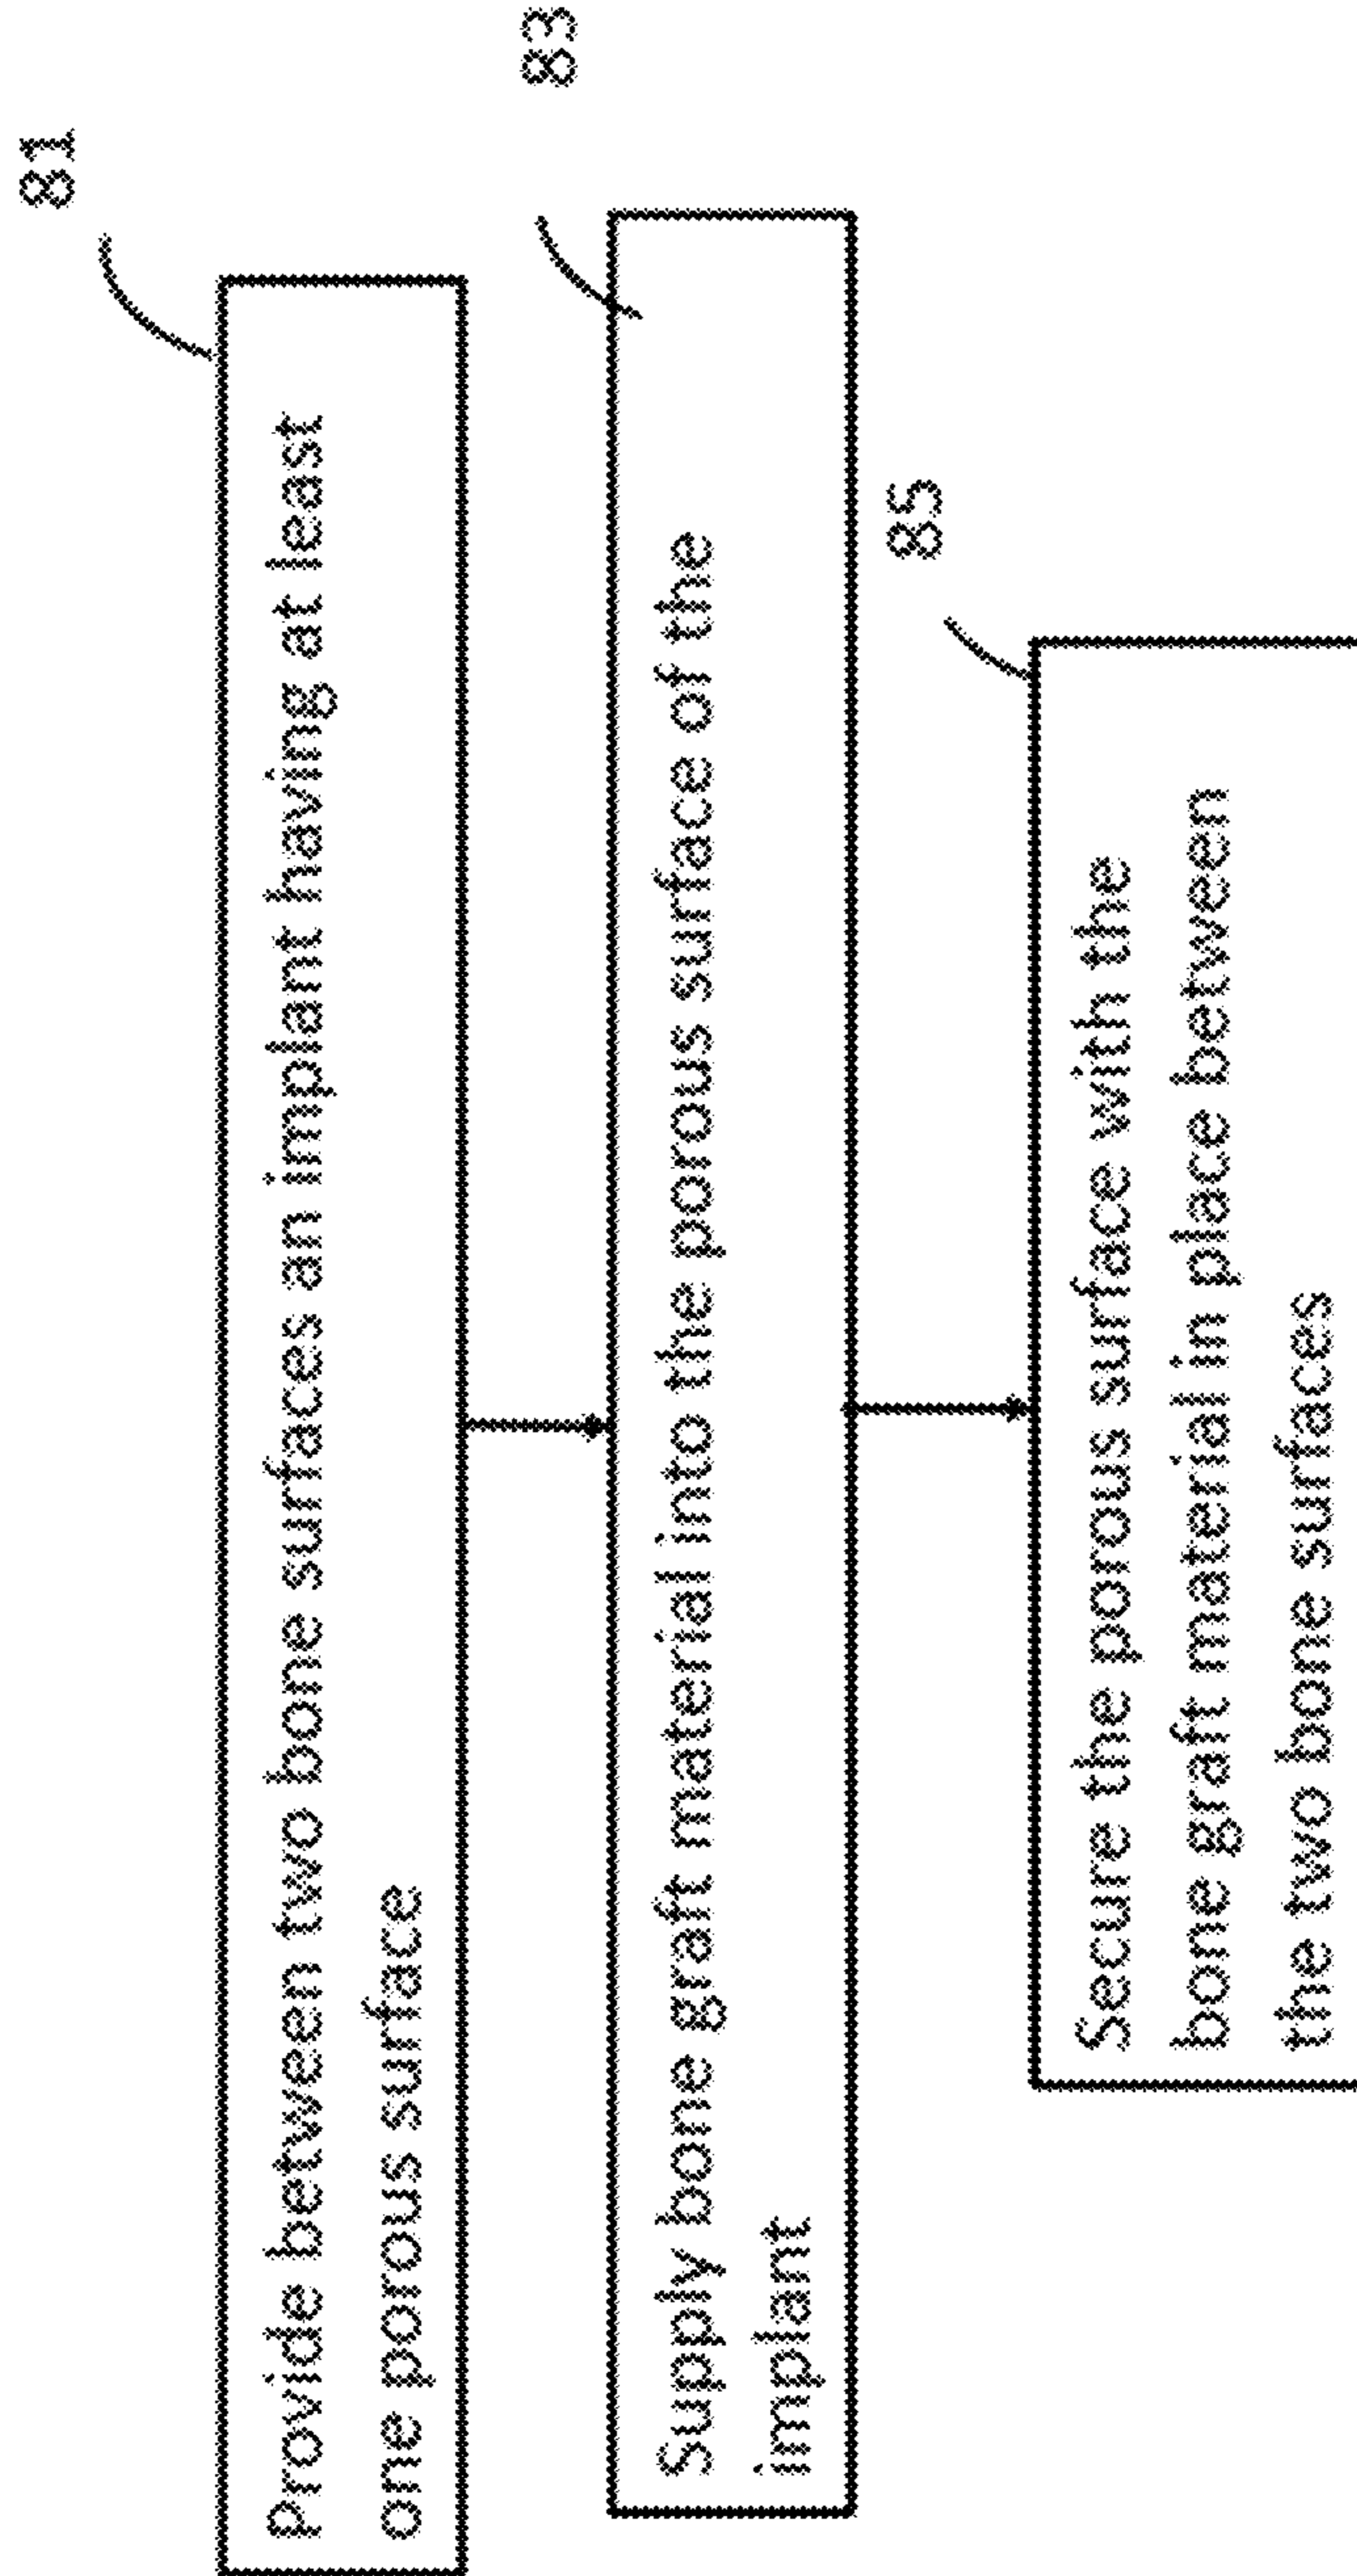 81
Provide between two bone surfaces an implant having at least
one porous surface
83
Supply bone graft material into the porous surface of the
implant
85
Secure the porous surface with the
bone graft material in place between
the two bone surfaces